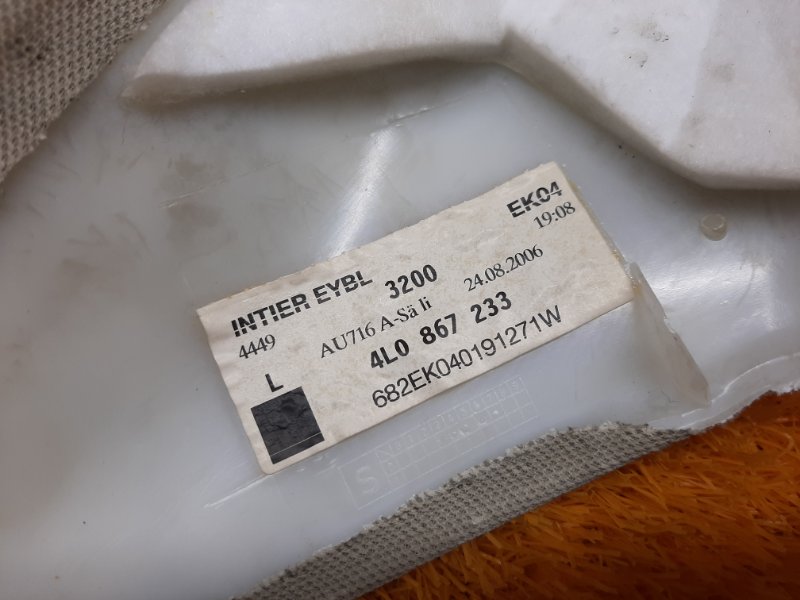 EK04
19:08
INTIER EYBL 3200
4449 AU716 A-Sä li 24.08.2006
L 4L0 867 233
682EK040191271W
S